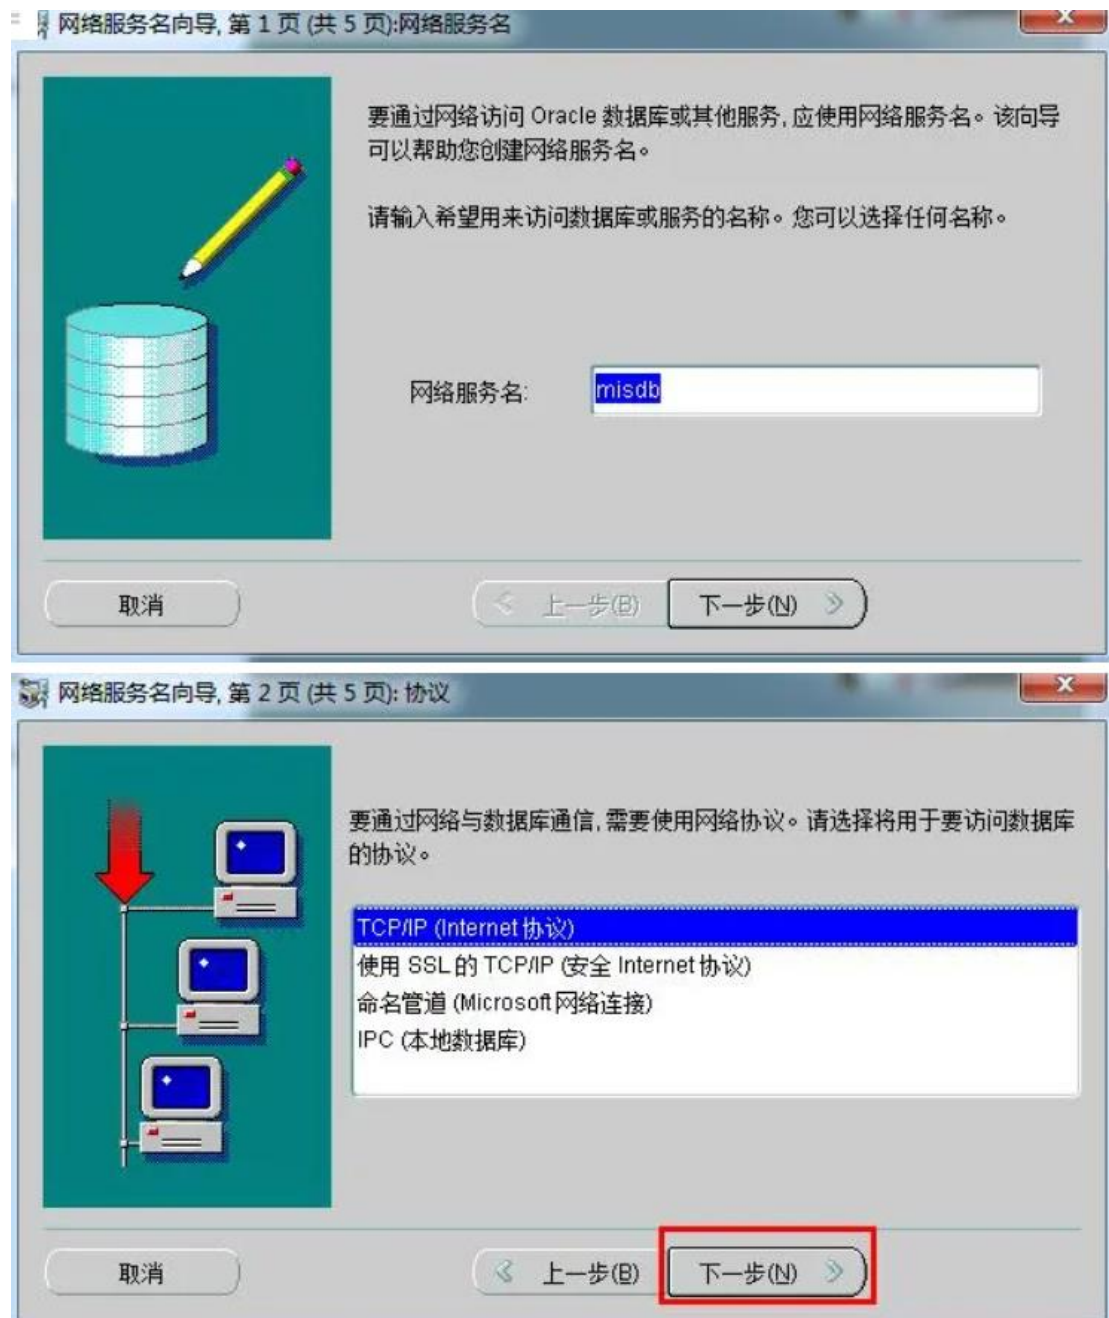 网络服务名向导, 第 1 页 (共 5 页):网络服务名
要通过网络访问 Oracle 数据库或其他服务, 应使用网络服务名。该向导
可以帮助您创建网络服务名。
请输入希望用来访问数据库或服务的名称。您可以选择任何名称。
网络服务名: misdb
取消 上一步(B) 下一步(N)
网络服务名向导, 第 2 页 (共 5 页): 协议
要通过网络与数据库通信, 需要使用网络协议。请选择将用于要访问数据库
的协议。
TCP/IP (Internet 协议)
使用 SSL 的 TCP/IP (安全 Internet 协议)
命名管道 (Microsoft 网络连接)
IPC (本地数据库)
取消 上一步(B) 下一步(N)